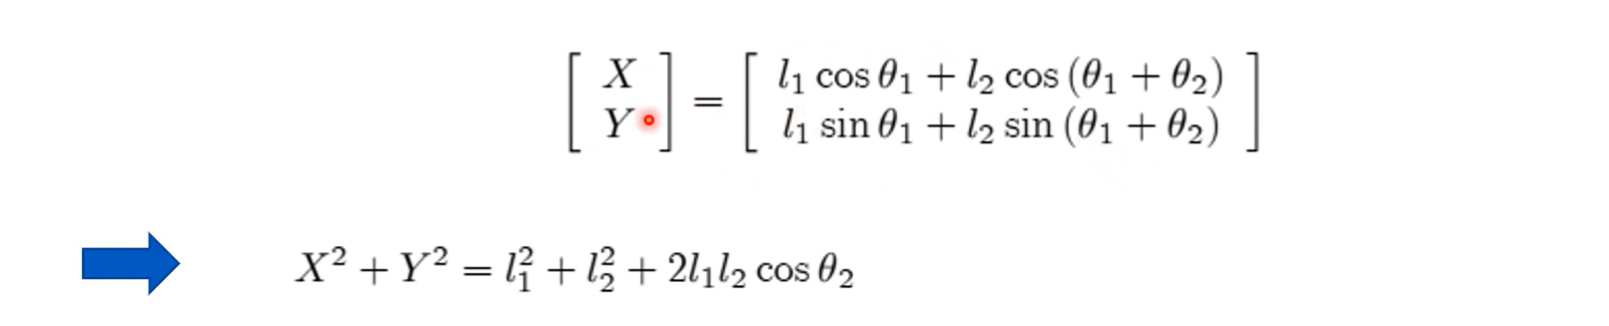 [ X ] = [ l₁ cos θ₁ + l₂ cos (θ₁ + θ₂) ]
[ Y ] = [ l₁ sin θ₁ + l₂ sin (θ₁ + θ₂) ]
X² + Y² = l₁² + l₂² + 2l₁l₂ cos θ₂